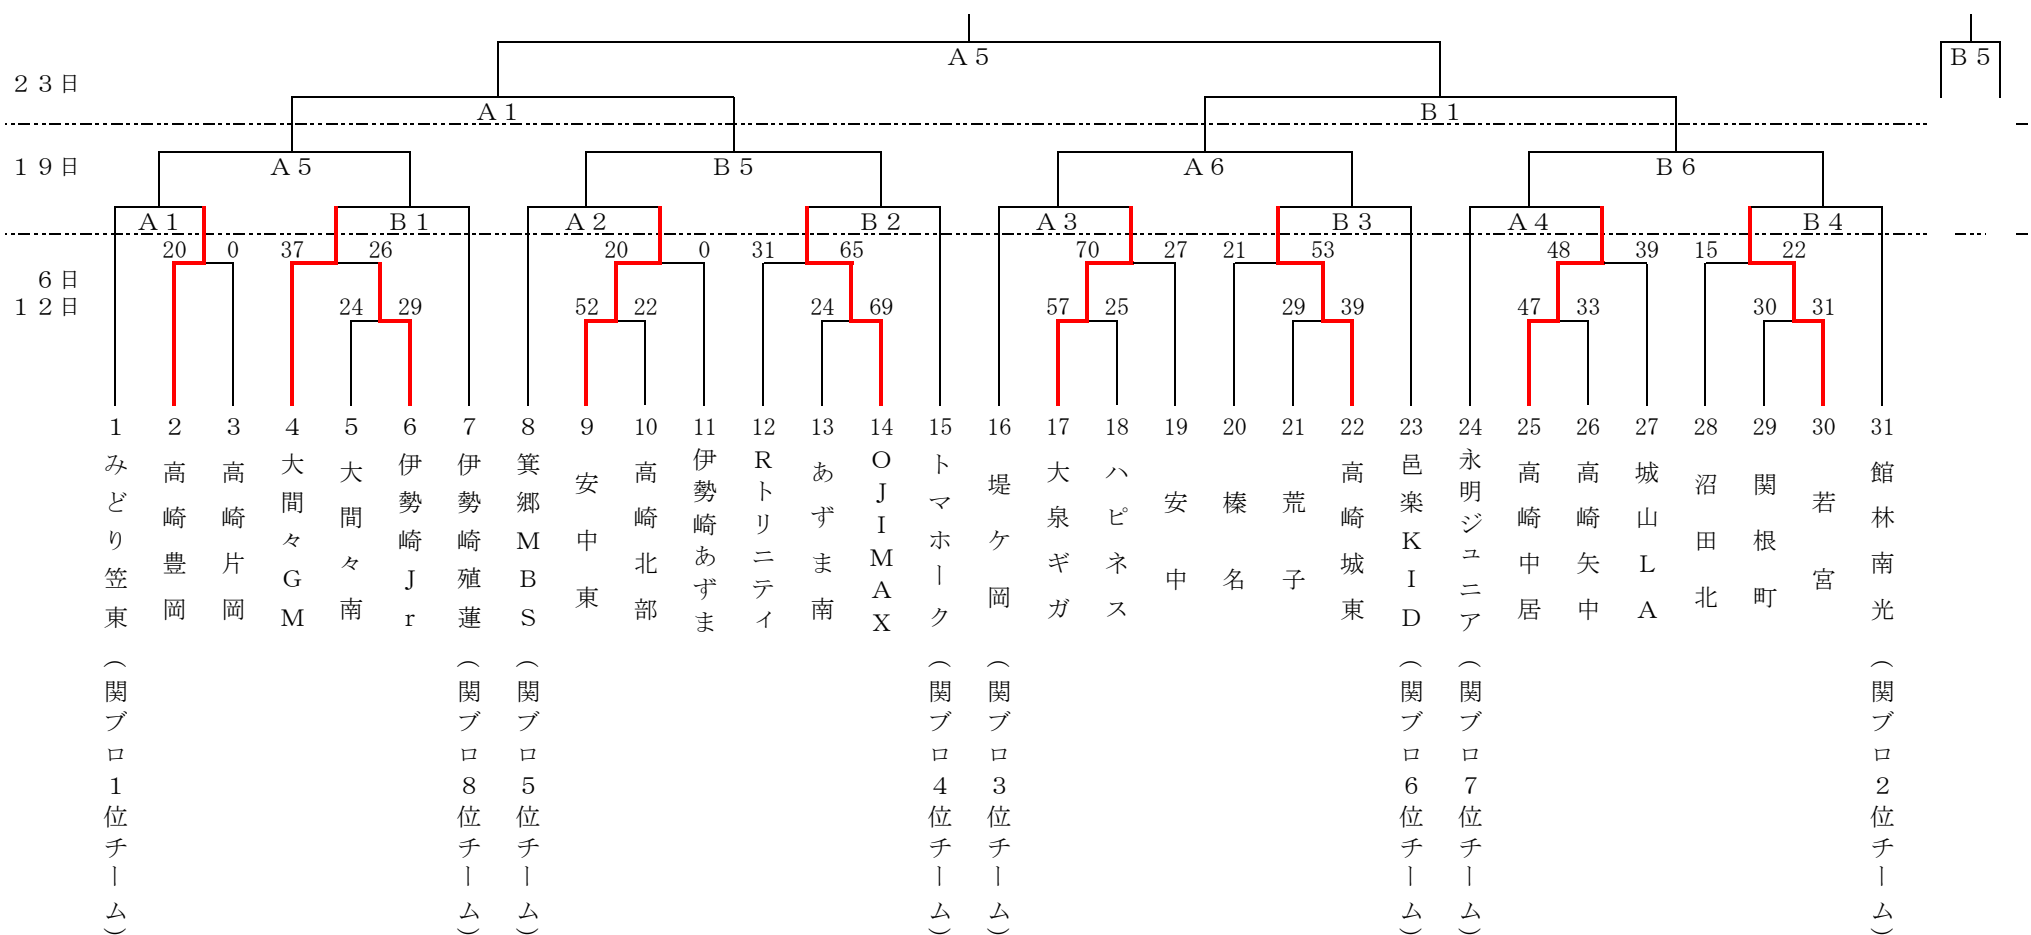 A5
B5
23日
A1
B1
19日
A5
B5
A6
B6
A1
B1
A2
B2
A3
B3
A4
B4
20 0 37 26 20 0 31 65 70 27 21 53 48 39 15 22
6日
12日
24 29 52 22 24 69 57 25 29 39 47 33 30 31
1 みどり笠東 (関ブロ1位チーム)
2 高崎豊岡
3 高崎片岡
4 大間々GM
5 大間々南
6 伊勢崎Jr
7 伊勢崎殖蓮 (関ブロ8位チーム)
8 箕郷MBS (関ブロ5位チーム)
9 安中東
10 高崎北部
11 伊勢崎あずま
12 Rトリニティ
13 あずま南
14 OJIMAX
15 トマホーク (関ブロ4位チーム)
16 堤ケ岡 (関ブロ3位チーム)
17 大泉ギガ
18 ハピネス
19 安中
20 榛名
21 荒子
22 高崎城東
23 邑楽KID (関ブロ6位チーム)
24 永明ジュニア (関ブロ7位チーム)
25 高崎中居
26 高崎矢中
27 城山LA
28 沼田北
29 関根町
30 若宮
31 館林南光 (関ブロ2位チーム)